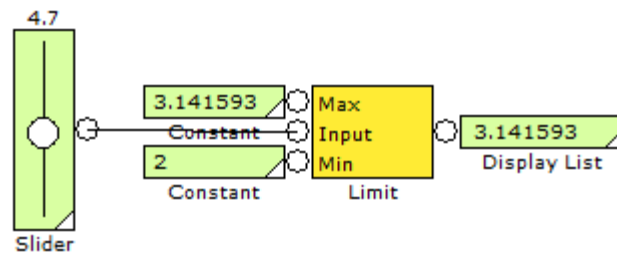 4.7
Slider
3.141593
Constant
2
Constant
Max
Input
Min
Limit
3.141593
Display List